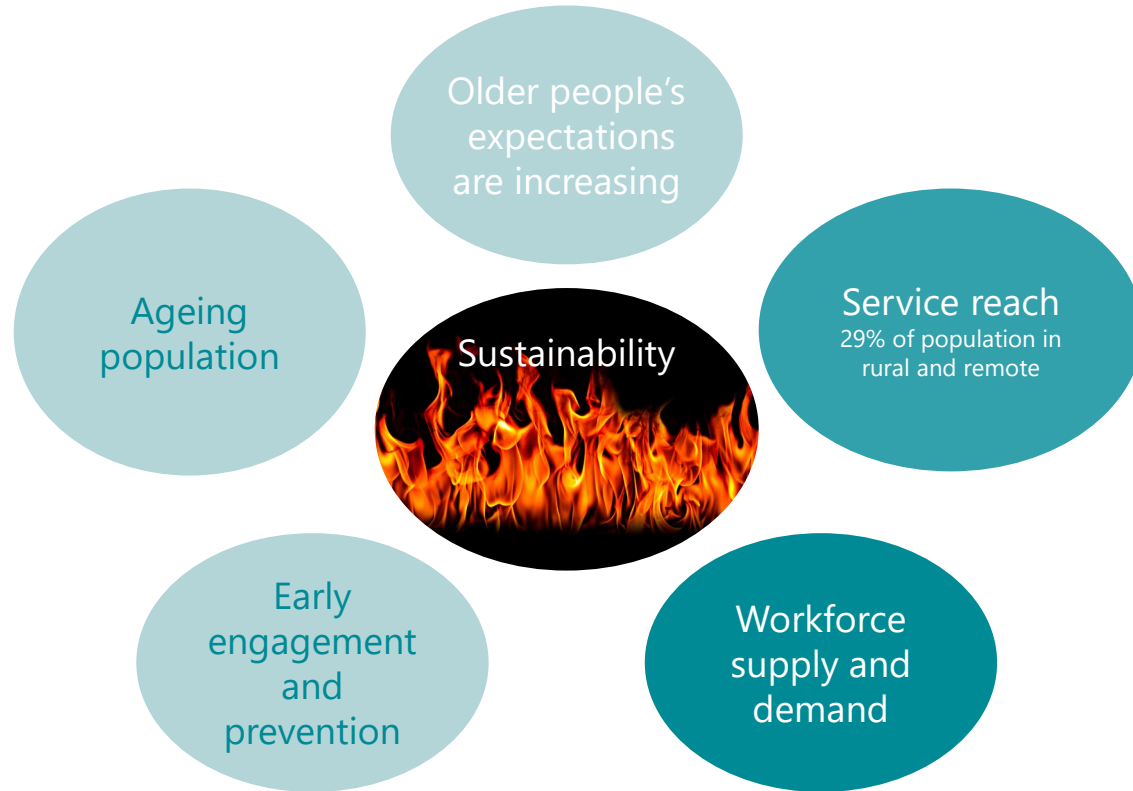 Older people’s
expectations
are increasing
Ageing
population
Service reach
29% of population in
rural and remote
Sustainability
Early
engagement
and
prevention
Workforce
supply and
demand